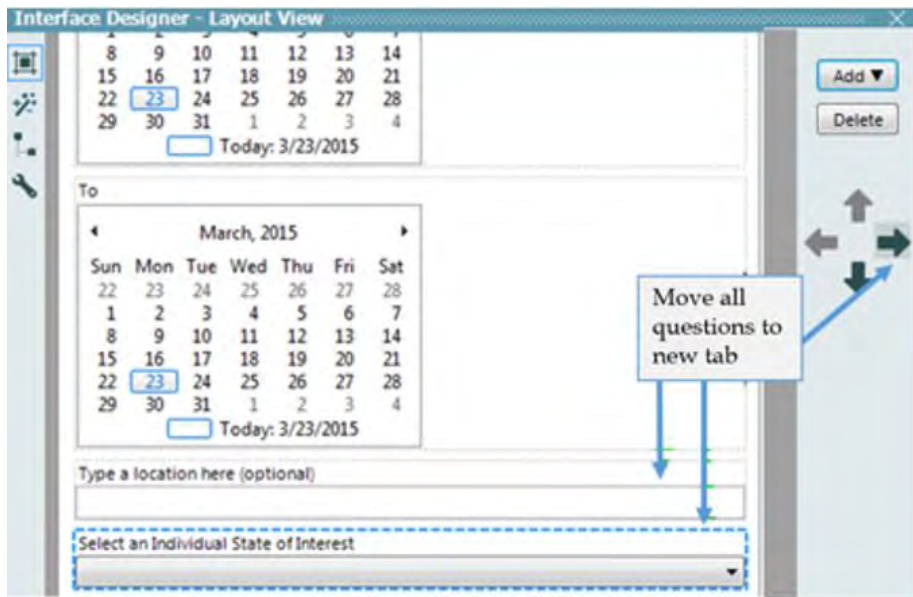 Interface Designer - Layout View
8 9 10 11 12 13 14
15 16 17 18 19 20 21
22 23 24 25 26 27 28
29 30 31 1 2 3 4
Today: 3/23/2015
Add ▼
Delete
To
March, 2015
Sun Mon Tue Wed Thu Fri Sat
22 23 24 25 26 27 28
1 2 3 4 5 6 7
8 9 10 11 12 13 14
15 16 17 18 19 20 21
22 23 24 25 26 27 28
29 30 31 1 2 3 4
Today: 3/23/2015
Move all
questions to
new tab
Type a location here (optional)
Select an Individual State of Interest